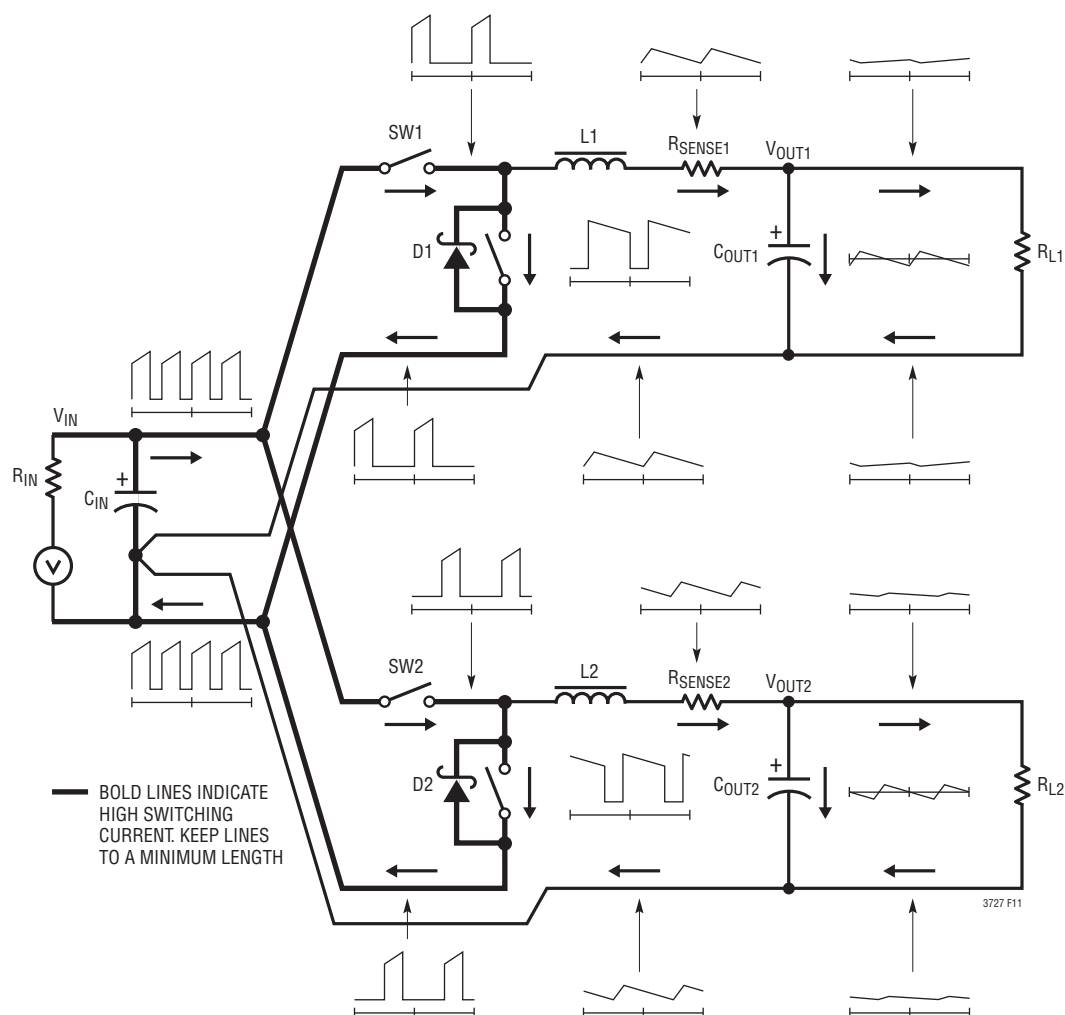 SW1
L1
RSENSE1
VOUT1
D1
+
COUT1
RL1
VIN
RIN
+
CIN
V
SW2
L2
RSENSE2
VOUT2
D2
+
COUT2
RL2
BOLD LINES INDICATE
HIGH SWITCHING
CURRENT. KEEP LINES
TO A MINIMUM LENGTH
3727 F11